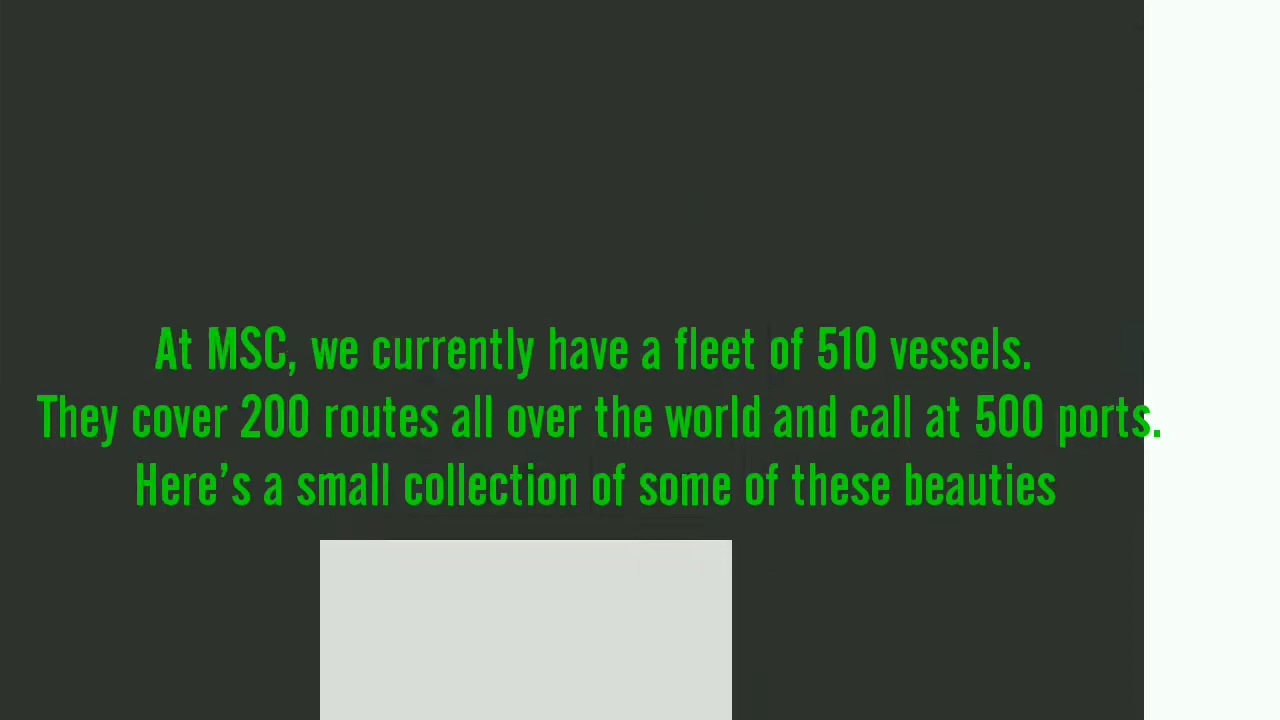 At MSC, we currently have a fleet of 510 vessels.
They cover 200 routes all over the world and call at 500 ports.
Here’s a small collection of some of these beauties